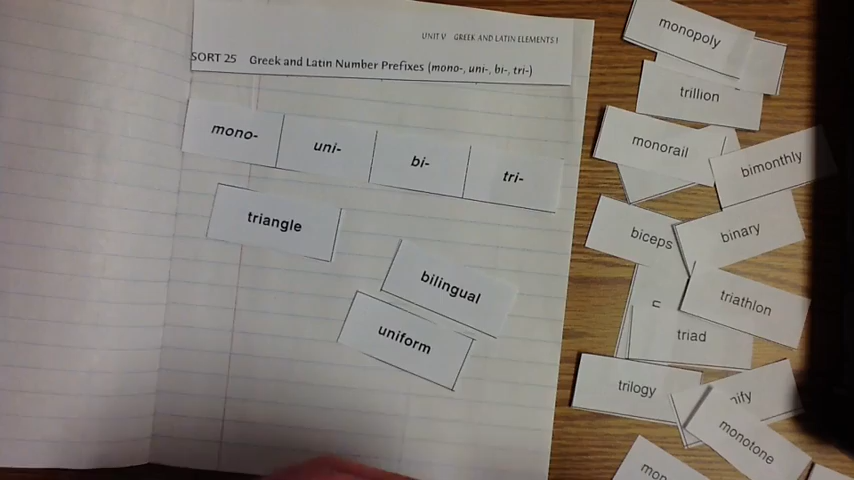 UNIT V GREEK AND LATIN ELEMENTS I
SORT 25 Greek and Latin Number Prefixes (mono-, uni-, bi-, tri-)
mono- uni- bi- tri-
triangle
bilingual
uniform
monopoly
trillion
monorail
bimonthly
biceps
binary
triathlon
triad
trilogy
monotone